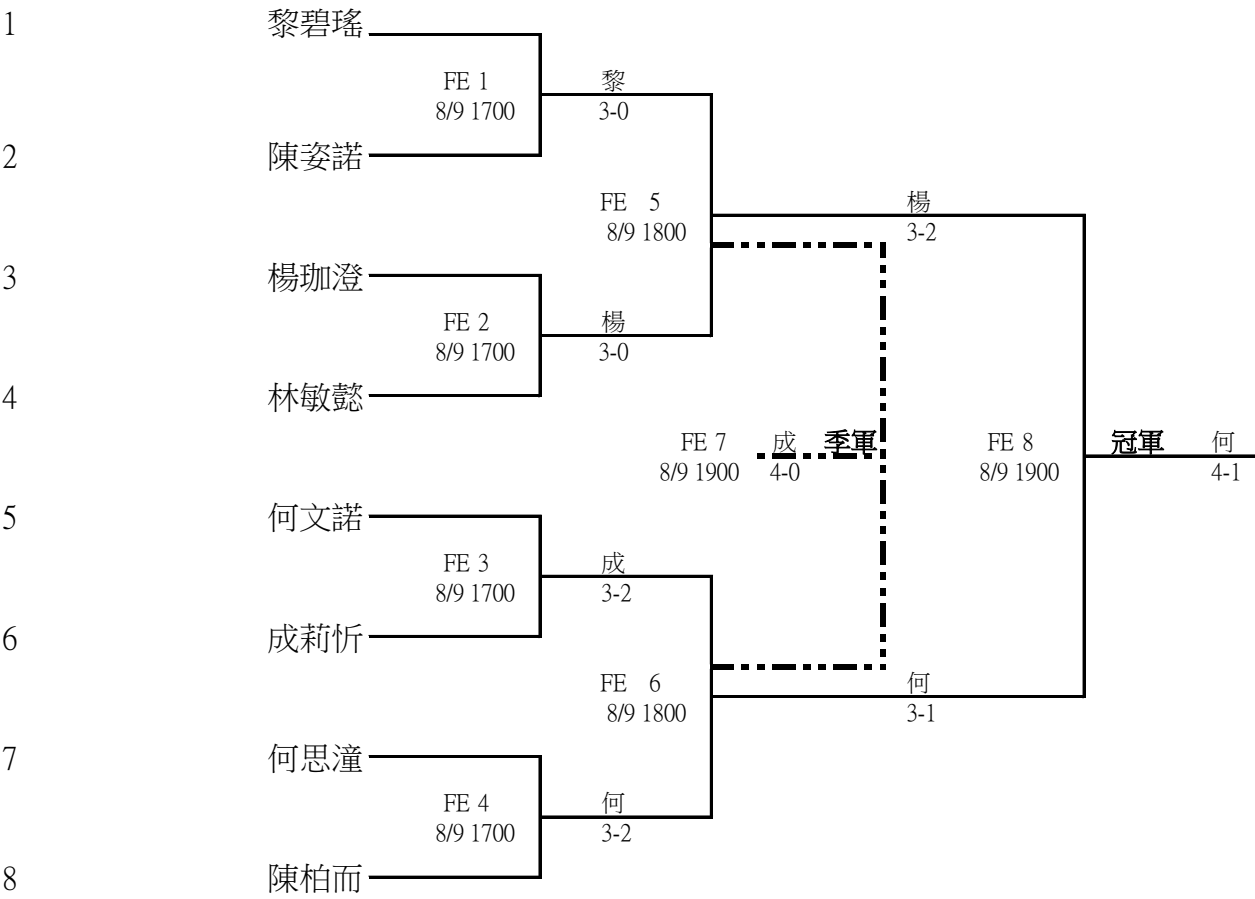 1 黎碧瑤
FE 1 黎
8/9 1700 3-0
2 陳姿諾
FE 5 楊
8/9 1800 3-2
3 楊珈澄
FE 2 楊
8/9 1700 3-0
4 林敏懿
FE 7 成 季軍 FE 8 冠軍 何
8/9 1900 4-0 8/9 1900 4-1
5 何文諾
FE 3 成
8/9 1700 3-2
6 成莉忻
FE 6 何
8/9 1800 3-1
7 何思潼
FE 4 何
8/9 1700 3-2
8 陳柏而